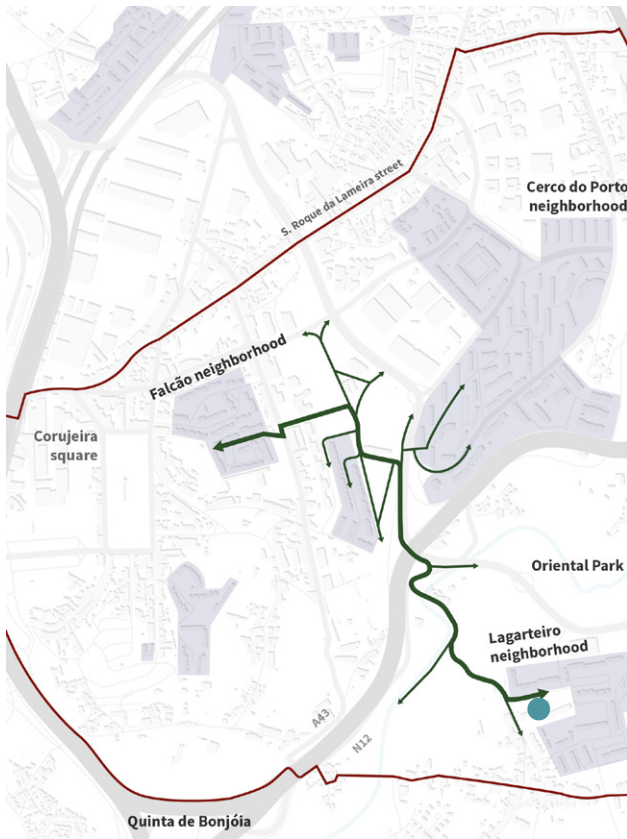 S. Roque da Lameira street
Cerco do Porto
neighborhood
Falcão neighborhood
Corujeira
square
Oriental Park
Lagarteiro
neighborhood
A43
N12
Quinta de Bonjóia